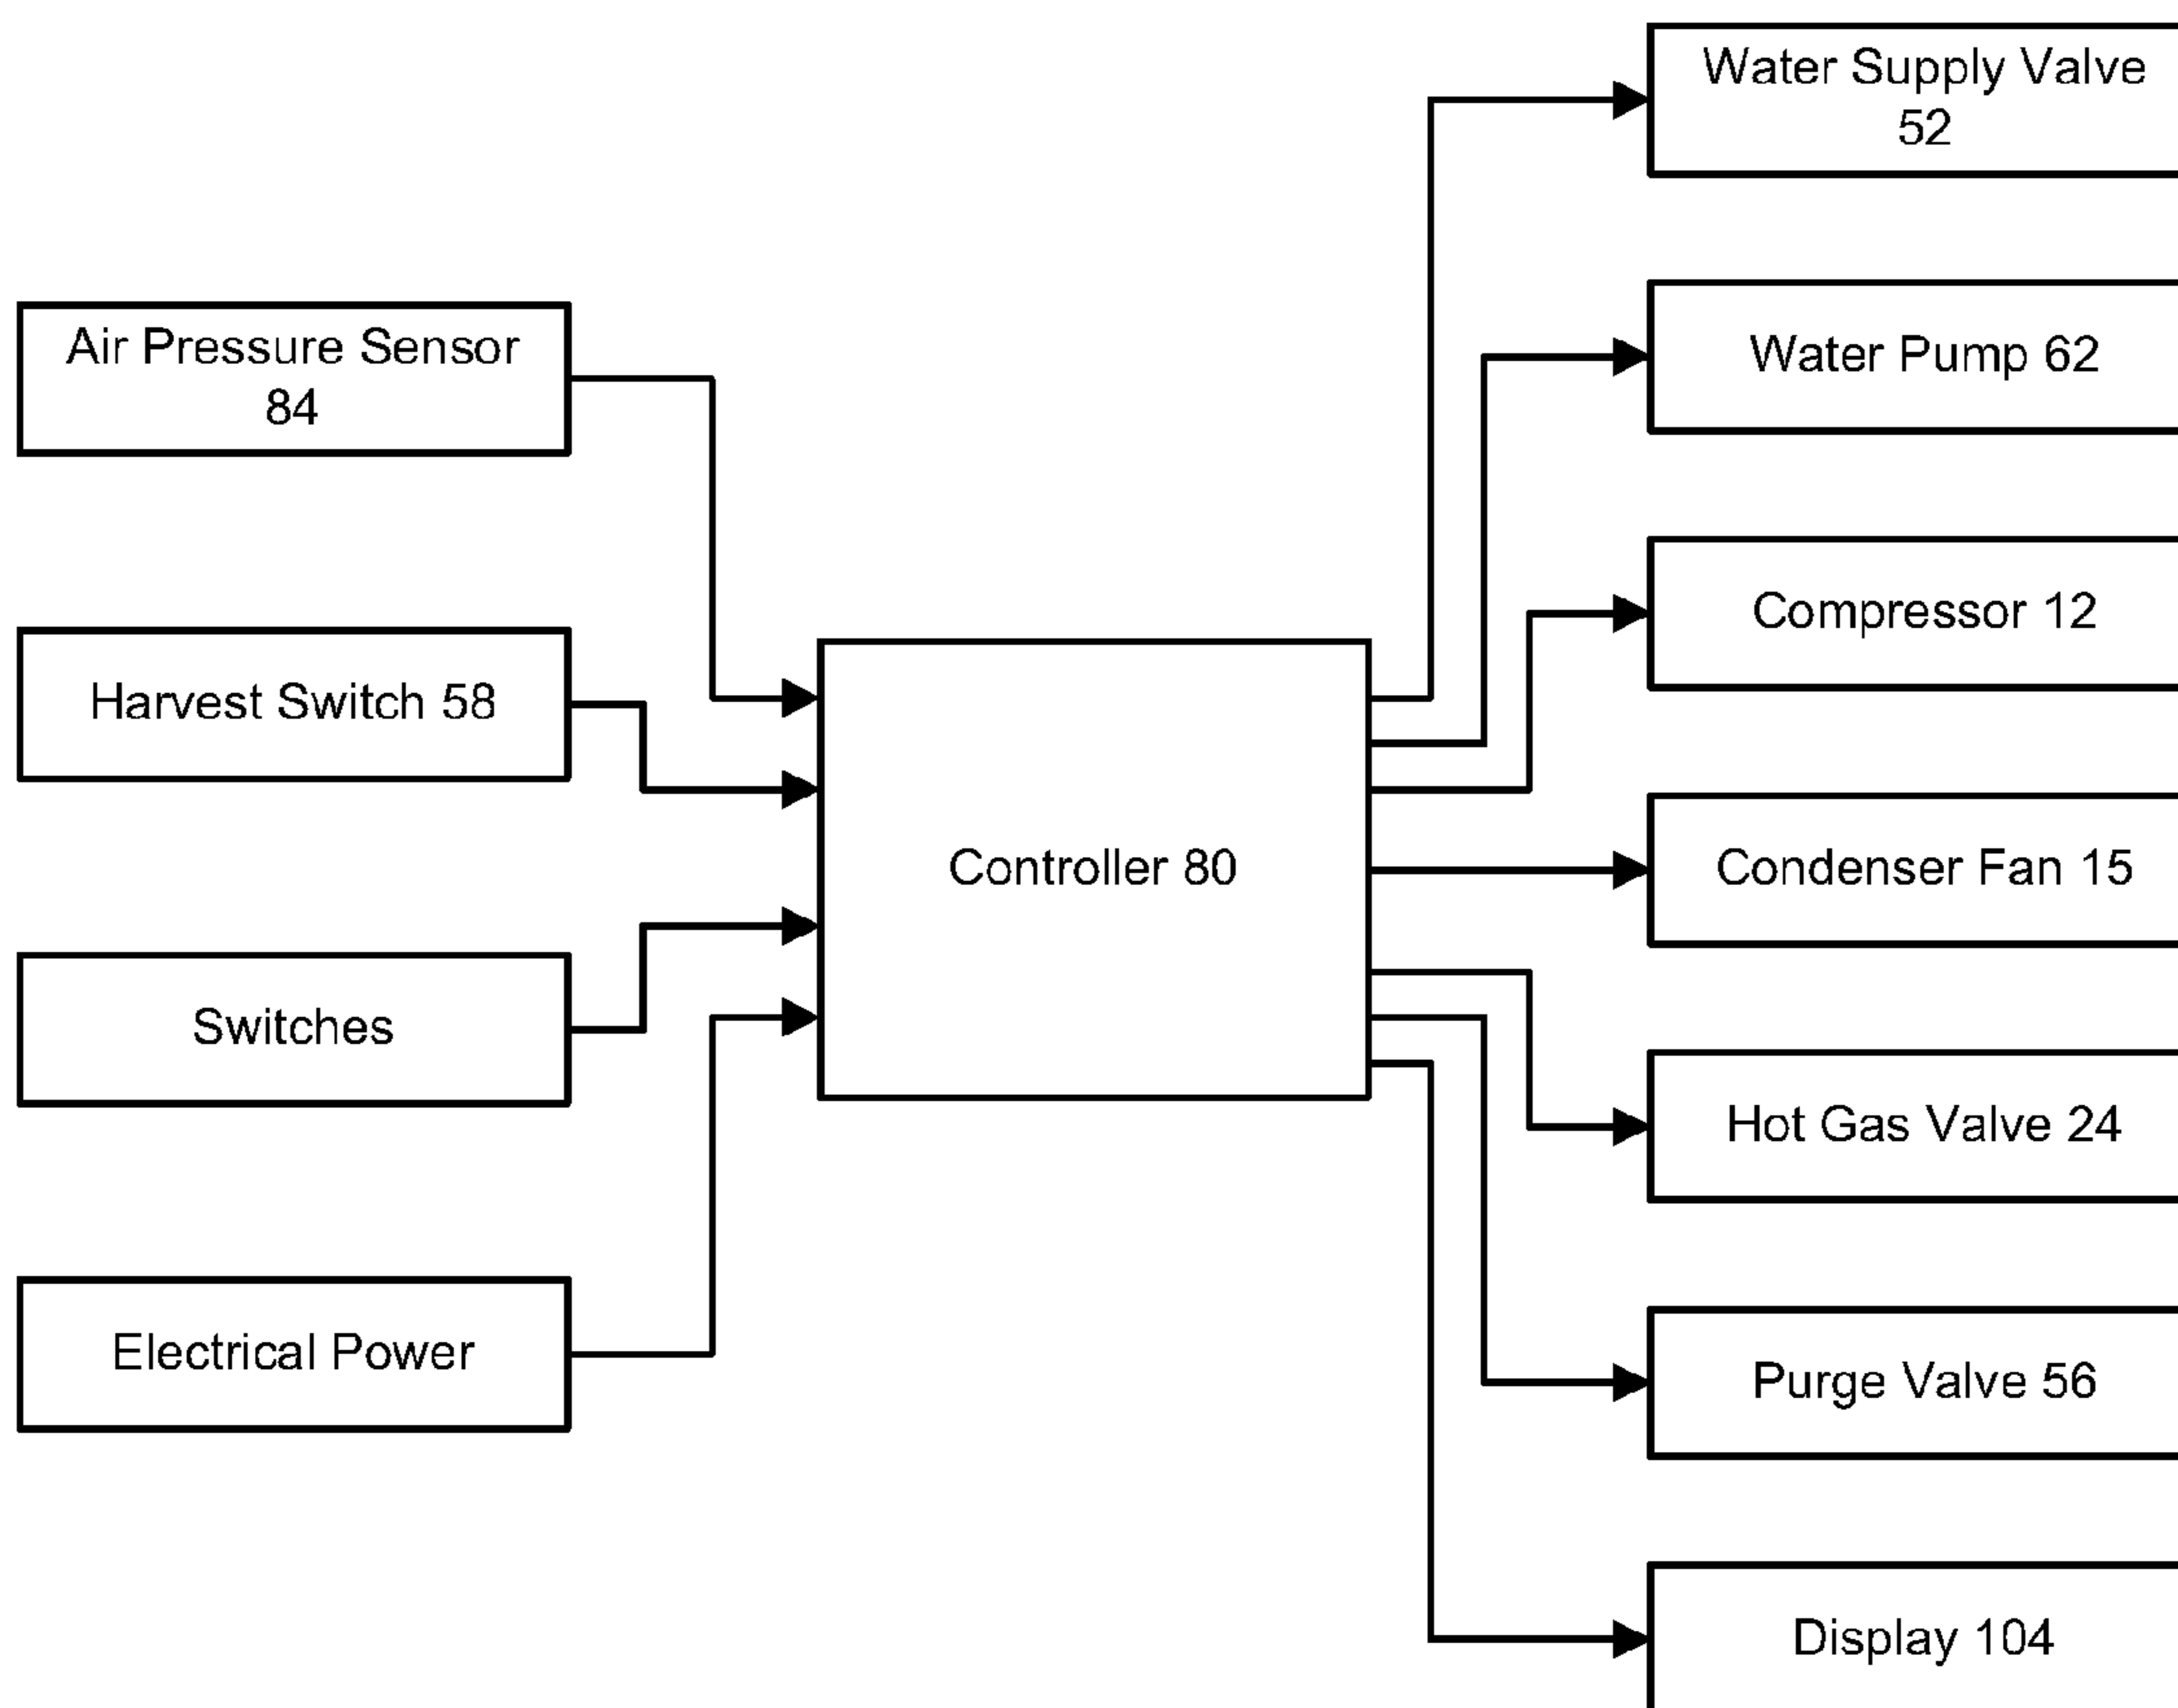 Water Supply Valve
52
Air Pressure Sensor
84
Water Pump 62
Compressor 12
Harvest Switch 58
Controller 80
Condenser Fan 15
Switches
Hot Gas Valve 24
Electrical Power
Purge Valve 56
Display 104